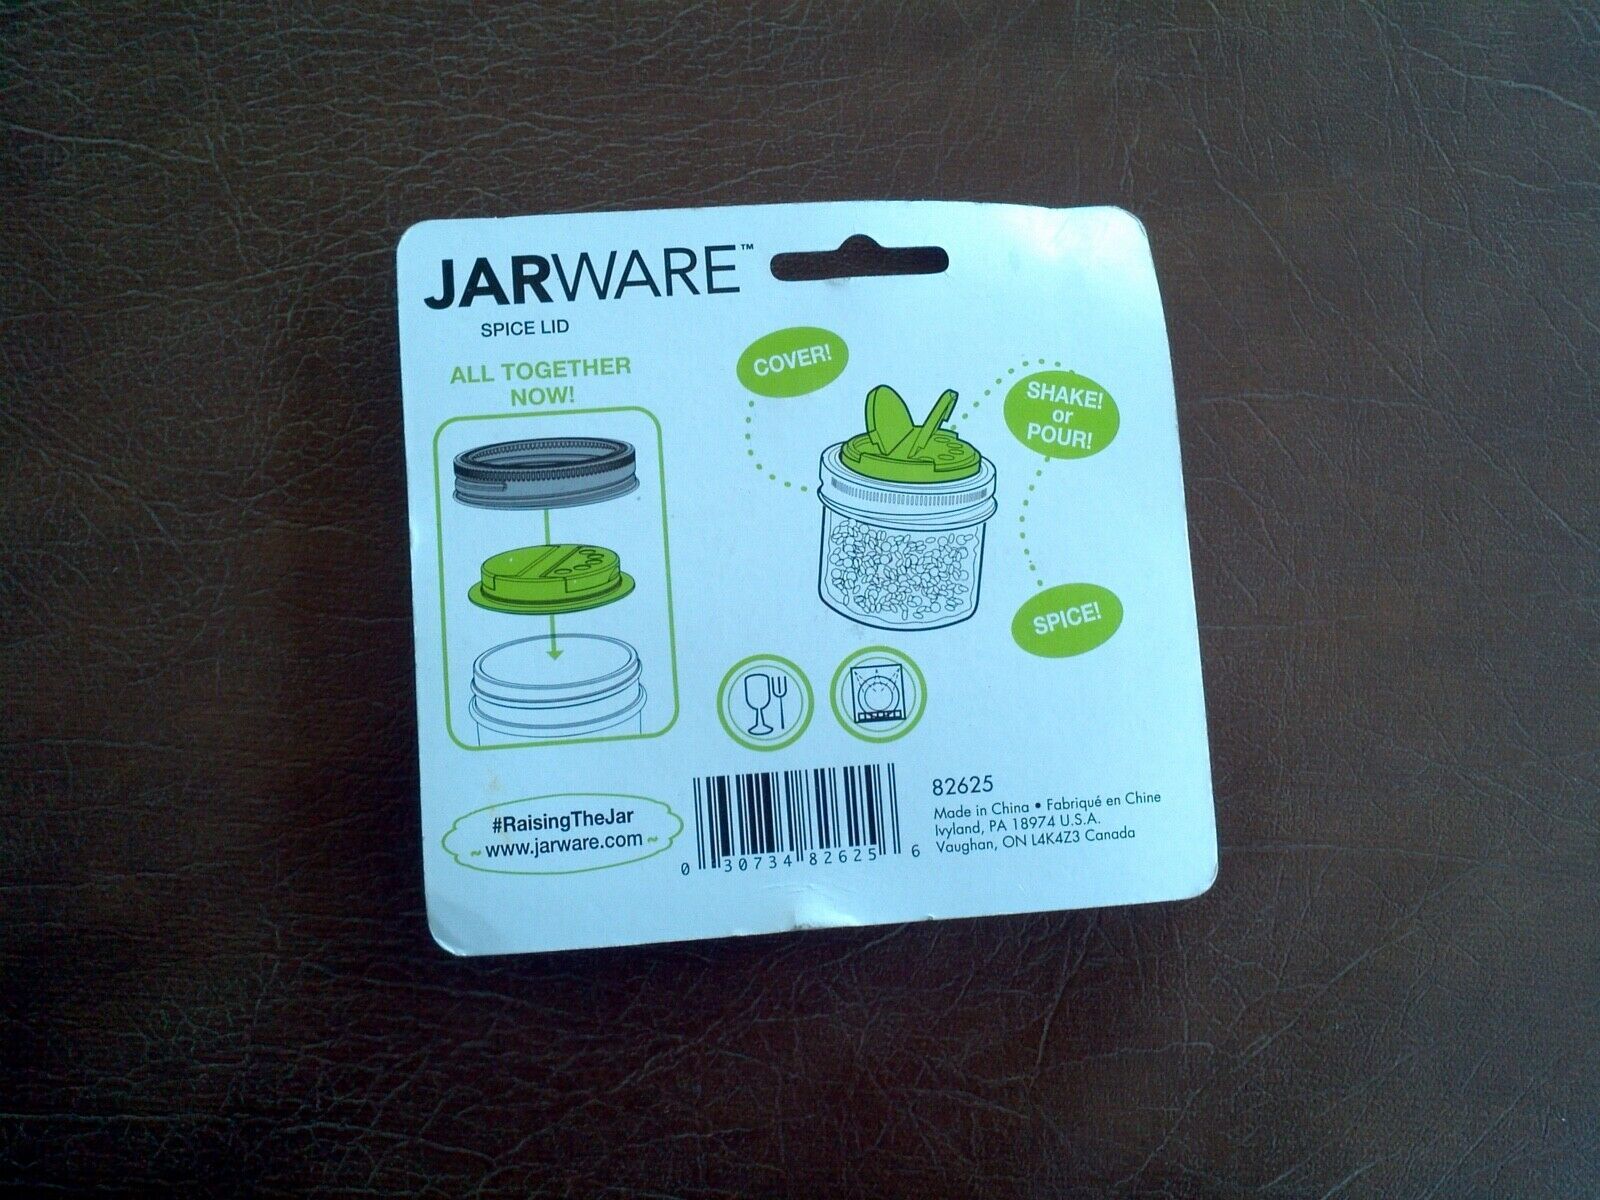 JARWARE™
SPICE LID
ALL TOGETHER
NOW!
COVER!
SHAKE!
or
POUR!
SPICE!
#RaisingTheJar
~ www.jarware.com ~
0 30734 82625 6
82625
Made in China • Fabriqué en Chine
Ivyland, PA 18974 U.S.A.
Vaughan, ON L4K4Z3 Canada